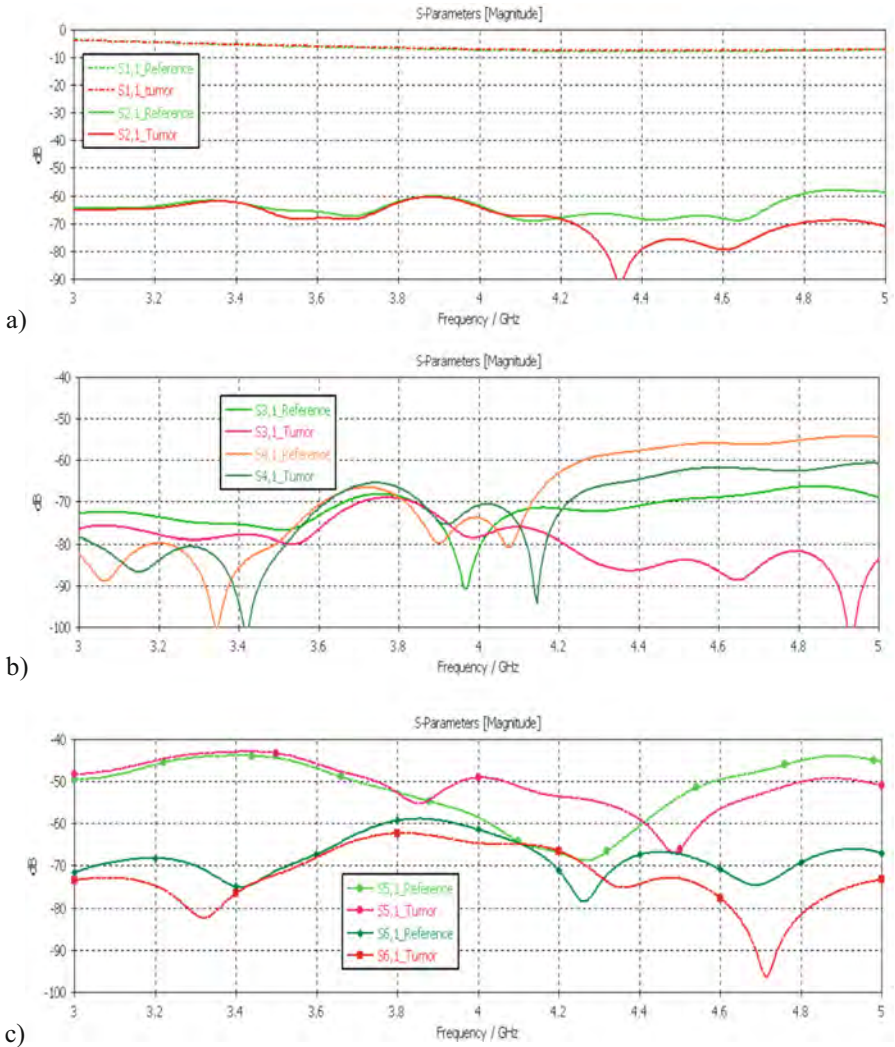 S-Parameters [Magnitude]
0
-10
-20
-30
-40
-50
-60
-70
-80
-90
dB
S1,1_Reference
S1,1_tumor
S2,1_Reference
S2,1_Tumor
3 3.2 3.4 3.6 3.8 4 4.2 4.4 4.6 4.8 5
Frequency / GHz
a)
S-Parameters [Magnitude]
-40
-50
-60
-70
-80
-90
-100
dB
S3,1_Reference
S3,1_Tumor
S4,1_Reference
S4,1_Tumor
3 3.2 3.4 3.6 3.8 4 4.2 4.4 4.6 4.8 5
Frequency / GHz
b)
S-Parameters [Magnitude]
-40
-50
-60
-70
-80
-90
-100
dB
S5,1_Reference
S5,1_Tumor
S6,1_Reference
S6,1_Tumor
3 3.2 3.4 3.6 3.8 4 4.2 4.4 4.6 4.8 5
Frequency / GHz
c)